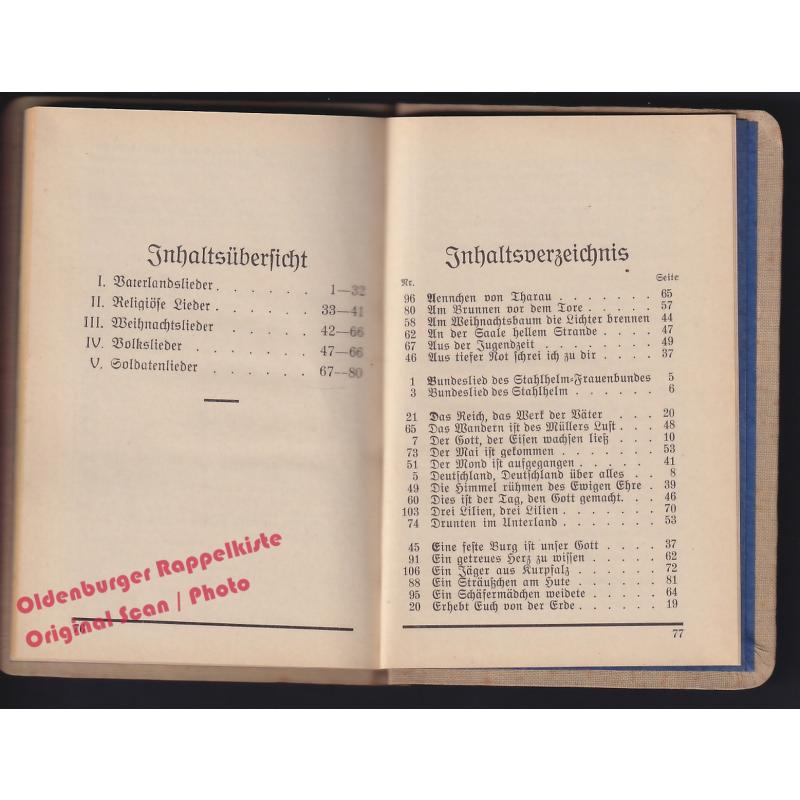 Inhaltsübersicht
I. Vaterlandslieder . . . . . . 1—32
II. Religiöse Lieder . . . . . . 33—41
III. Weihnachtslieder . . . . . 42—66
IV. Volkslieder . . . . . . . 47—66
V. Soldatenlieder . . . . . . 67—80
Oldenburger Rappelkiste
Original Scan / Photo
Inhaltsverzeichnis
Nr. Seite
96 Aennchen von Tharau . . . . . . . 65
80 Am Brunnen vor dem Tore . . . . . 57
58 Am Weihnachtsbaum die Lichter brennen 44
62 An der Saale hellem Strande . . . . 47
67 Aus der Jugendzeit . . . . . . . 49
46 Aus tiefer Not schrei ich zu dir . . . . 37
1 Bundeslied des Stahlhelm-Frauenbundes 5
3 Bundeslied des Stahlhelm . . . . . . 6
21 Das Reich, das Werk der Väter . . . 20
65 Das Wandern ist des Müllers Lust . . . 48
7 Der Gott, der Eisen wachsen ließ . . . 10
73 Der Mai ist gekommen . . . . . . . 53
51 Der Mond ist aufgegangen . . . . . 41
5 Deutschland, Deutschland über alles . . 8
49 Die Himmel rühmen des Ewigen Ehre . 39
60 Dies ist der Tag, den Gott gemacht. . . 46
103 Drei Lilien, drei Lilien . . . . . . . 70
74 Drunten im Unterland . . . . . . . 53
45 Eine feste Burg ist unser Gott . . . . 37
91 Ein getreues Herz zu wissen . . . . . 62
106 Ein Jäger aus Kurpfalz . . . . . . 72
88 Ein Sträußchen am Hute . . . . . . 81
95 Ein Schäfermädchen weidete . . . . . 64
20 Erhebt Euch von der Erde . . . . . . 19
77